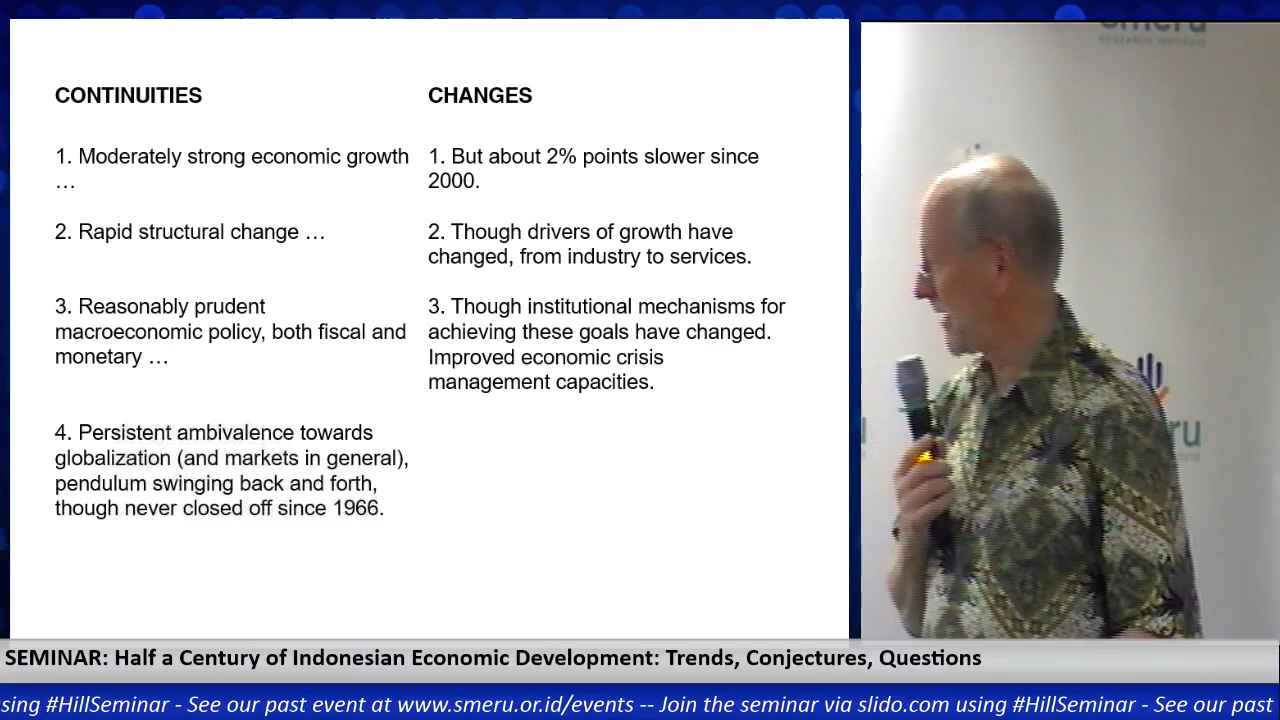 CONTINUITIES
1. Moderately strong economic growth
…
2. Rapid structural change …
3. Reasonably prudent
macroeconomic policy, both fiscal and
monetary …
4. Persistent ambivalence towards
globalization (and markets in general),
pendulum swinging back and forth,
though never closed off since 1966.
CHANGES
1. But about 2% points slower since
2000.
2. Though drivers of growth have
changed, from industry to services.
3. Though institutional mechanisms for
achieving these goals have changed.
Improved economic crisis
management capacities.
smeru
RESEARCH INSTITUTE
eru
SEMINAR: Half a Century of Indonesian Economic Development: Trends, Conjectures, Questions
sing #HillSeminar - See our past event at www.smeru.or.id/events -- Join the seminar via slido.com using #HillSeminar - See our past